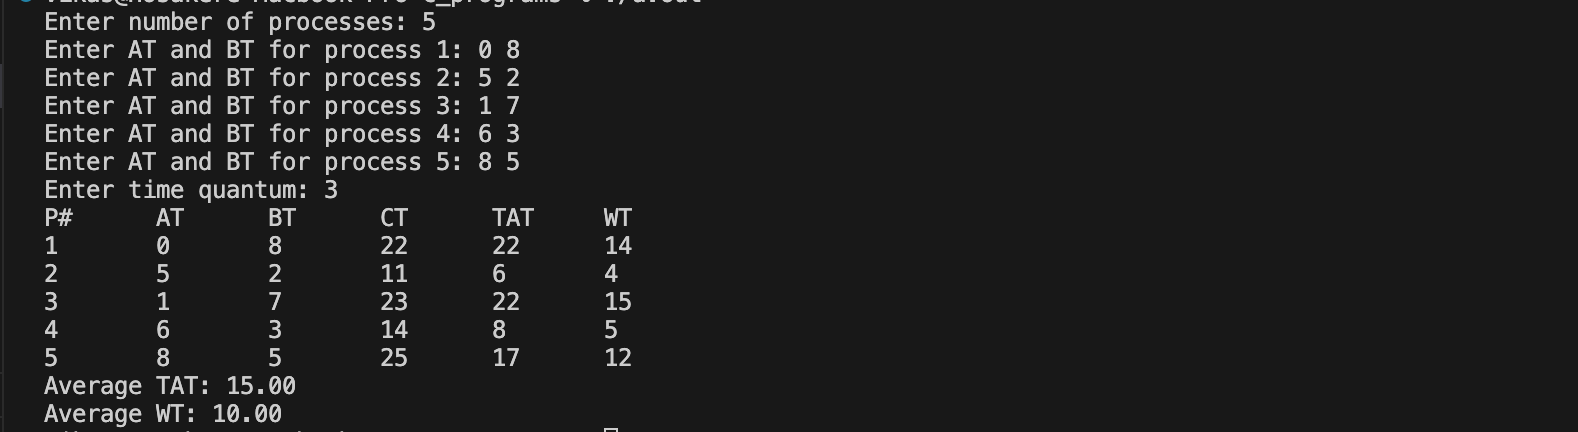 Enter number of processes: 5
Enter AT and BT for process 1: 0 8
Enter AT and BT for process 2: 5 2
Enter AT and BT for process 3: 1 7
Enter AT and BT for process 4: 6 3
Enter AT and BT for process 5: 8 5
Enter time quantum: 3
P# AT BT CT TAT WT
1 0 8 22 22 14
2 5 2 11 6 4
3 1 7 23 22 15
4 6 3 14 8 5
5 8 5 25 17 12
Average TAT: 15.00
Average WT: 10.00